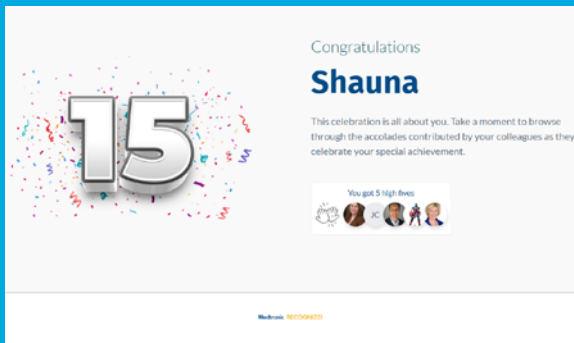 15
Congratulations
Shauna
This celebration is all about you. Take a moment to browse
through the accolades contributed by your colleagues as they
celebrate your special achievement.
You got 5 high fives
JC
Medtronic RECOGNIZE!